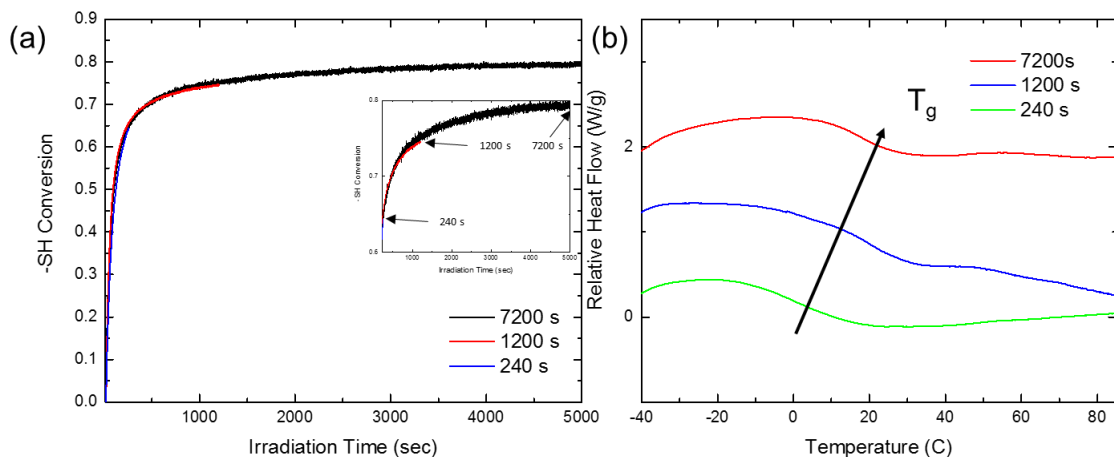 (a)
0.9
0.8
0.7
0.6
0.5
0.4
0.3
0.2
0.1
0.0
-SH Conversion
1000
2000
3000
4000
5000
Irradiation Time (sec)
7200 s
1200 s
240 s
0.8
0.7
0.6
-SH Conversion
1000
2000
3000
4000
5000
Irradiation Time (sec)
1200 s
7200 s
240 s
(b)
2
0
Relative Heat Flow (W/g)
-40
-20
0
20
40
60
80
Temperature (C)
7200s
1200 s
240 s
Tg